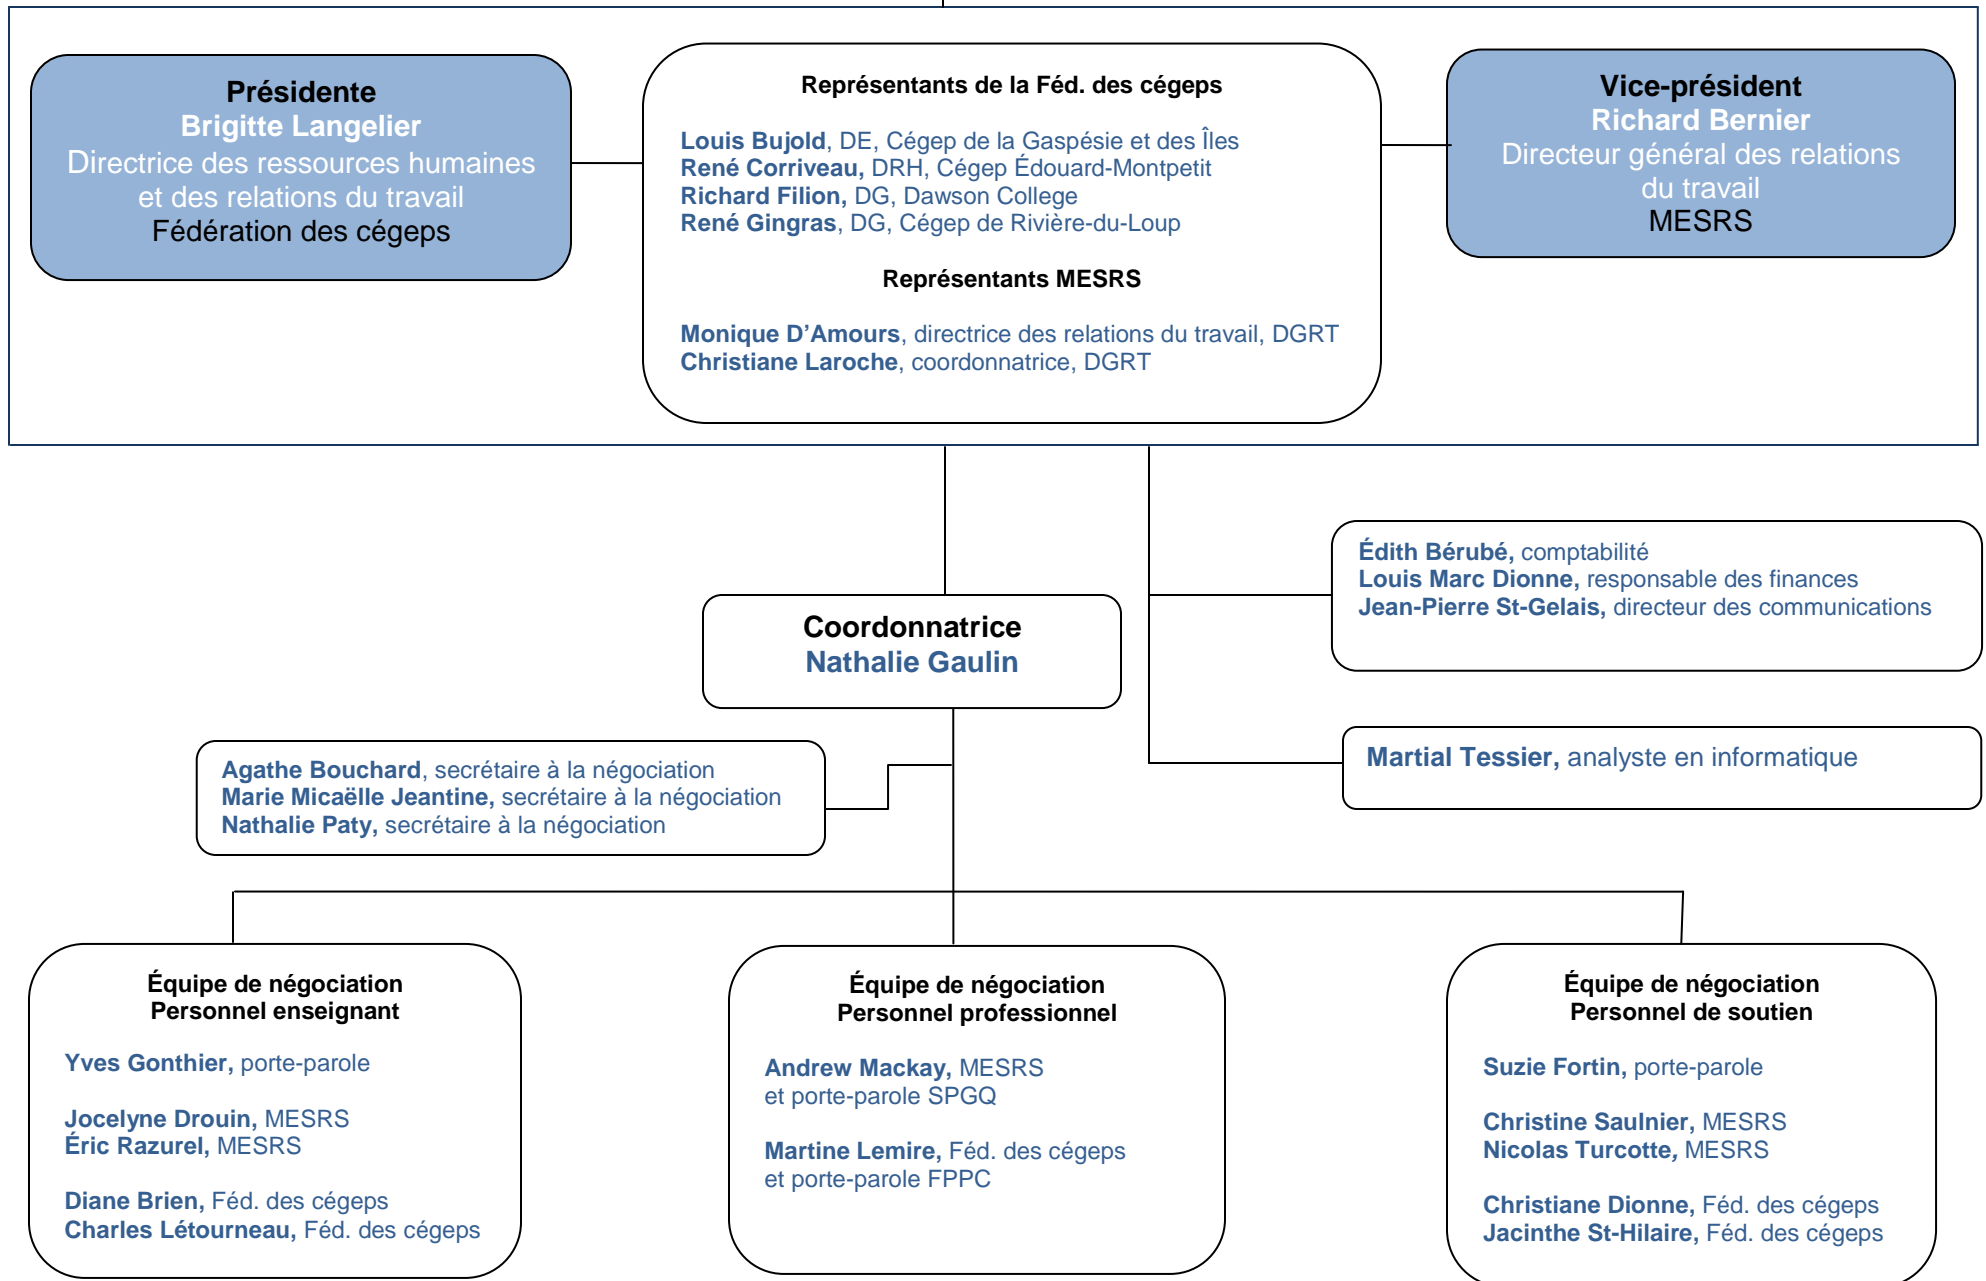 Présidente
Brigitte Langelier
Directrice des ressources humaines
et des relations du travail
Fédération des cégeps
Représentants de la Féd. des cégeps
Louis Bujold, DE, Cégep de la Gaspésie et des Îles
René Corriveau, DRH, Cégep Édouard-Montpetit
Richard Filion, DG, Dawson College
René Gingras, DG, Cégep de Rivière-du-Loup
Représentants MESRS
Monique D’Amours, directrice des relations du travail, DGRT
Christiane Laroche, coordonnatrice, DGRT
Vice-président
Richard Bernier
Directeur général des relations
du travail
MESRS
Édith Bérubé, comptabilité
Louis Marc Dionne, responsable des finances
Jean-Pierre St-Gelais, directeur des communications
Coordonnatrice
Nathalie Gaulin
Martial Tessier, analyste en informatique
Agathe Bouchard, secrétaire à la négociation
Marie Micaëlle Jeantine, secrétaire à la négociation
Nathalie Paty, secrétaire à la négociation
Équipe de négociation
Personnel enseignant
Yves Gonthier, porte-parole
Jocelyne Drouin, MESRS
Éric Razurel, MESRS
Diane Brien, Féd. des cégeps
Charles Létourneau, Féd. des cégeps
Équipe de négociation
Personnel professionnel
Andrew Mackay, MESRS
et porte-parole SPGQ
Martine Lemire, Féd. des cégeps
et porte-parole FPPC
Équipe de négociation
Personnel de soutien
Suzie Fortin, porte-parole
Christine Saulnier, MESRS
Nicolas Turcotte, MESRS
Christiane Dionne, Féd. des cégeps
Jacinthe St-Hilaire, Féd. des cégeps